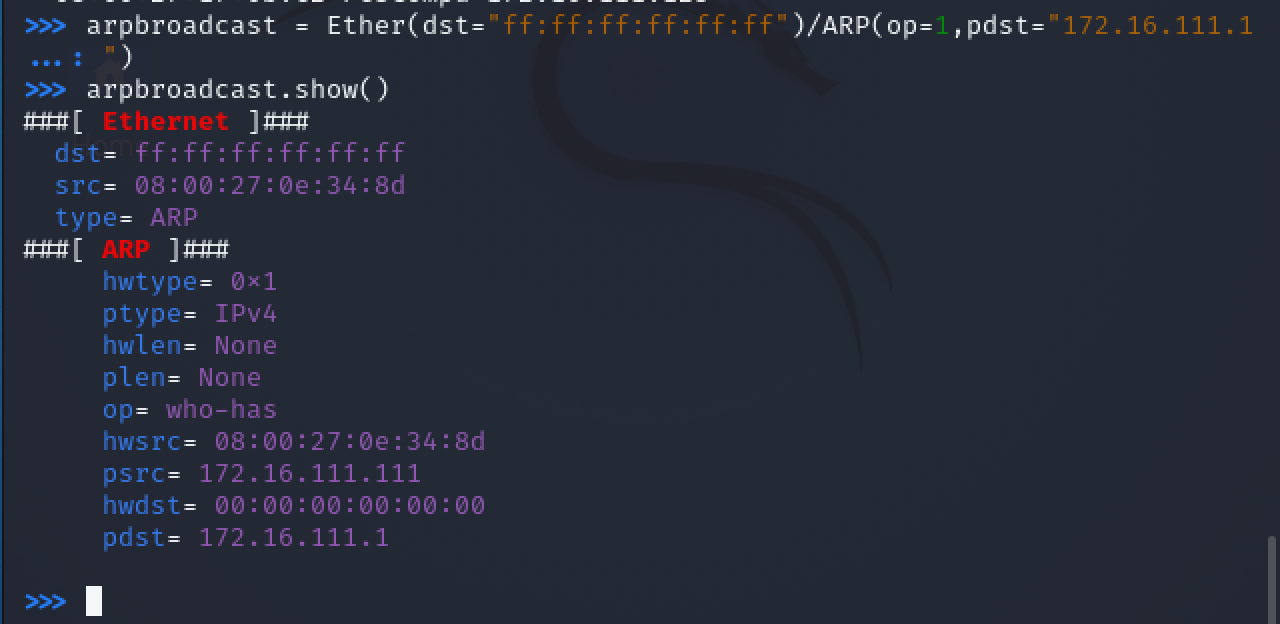 >>> arpbroadcast = Ether(dst="ff:ff:ff:ff:ff:ff")/ARP(op=1,pdst="172.16.111.1
...: ")
>>> arpbroadcast.show()
###[ Ethernet ]###
  dst= ff:ff:ff:ff:ff:ff
  src= 08:00:27:0e:34:8d
  type= ARP
###[ ARP ]###
     hwtype= 0x1
     ptype= IPv4
     hwlen= None
     plen= None
     op= who-has
     hwsrc= 08:00:27:0e:34:8d
     psrc= 172.16.111.111
     hwdst= 00:00:00:00:00:00
     pdst= 172.16.111.1
>>>